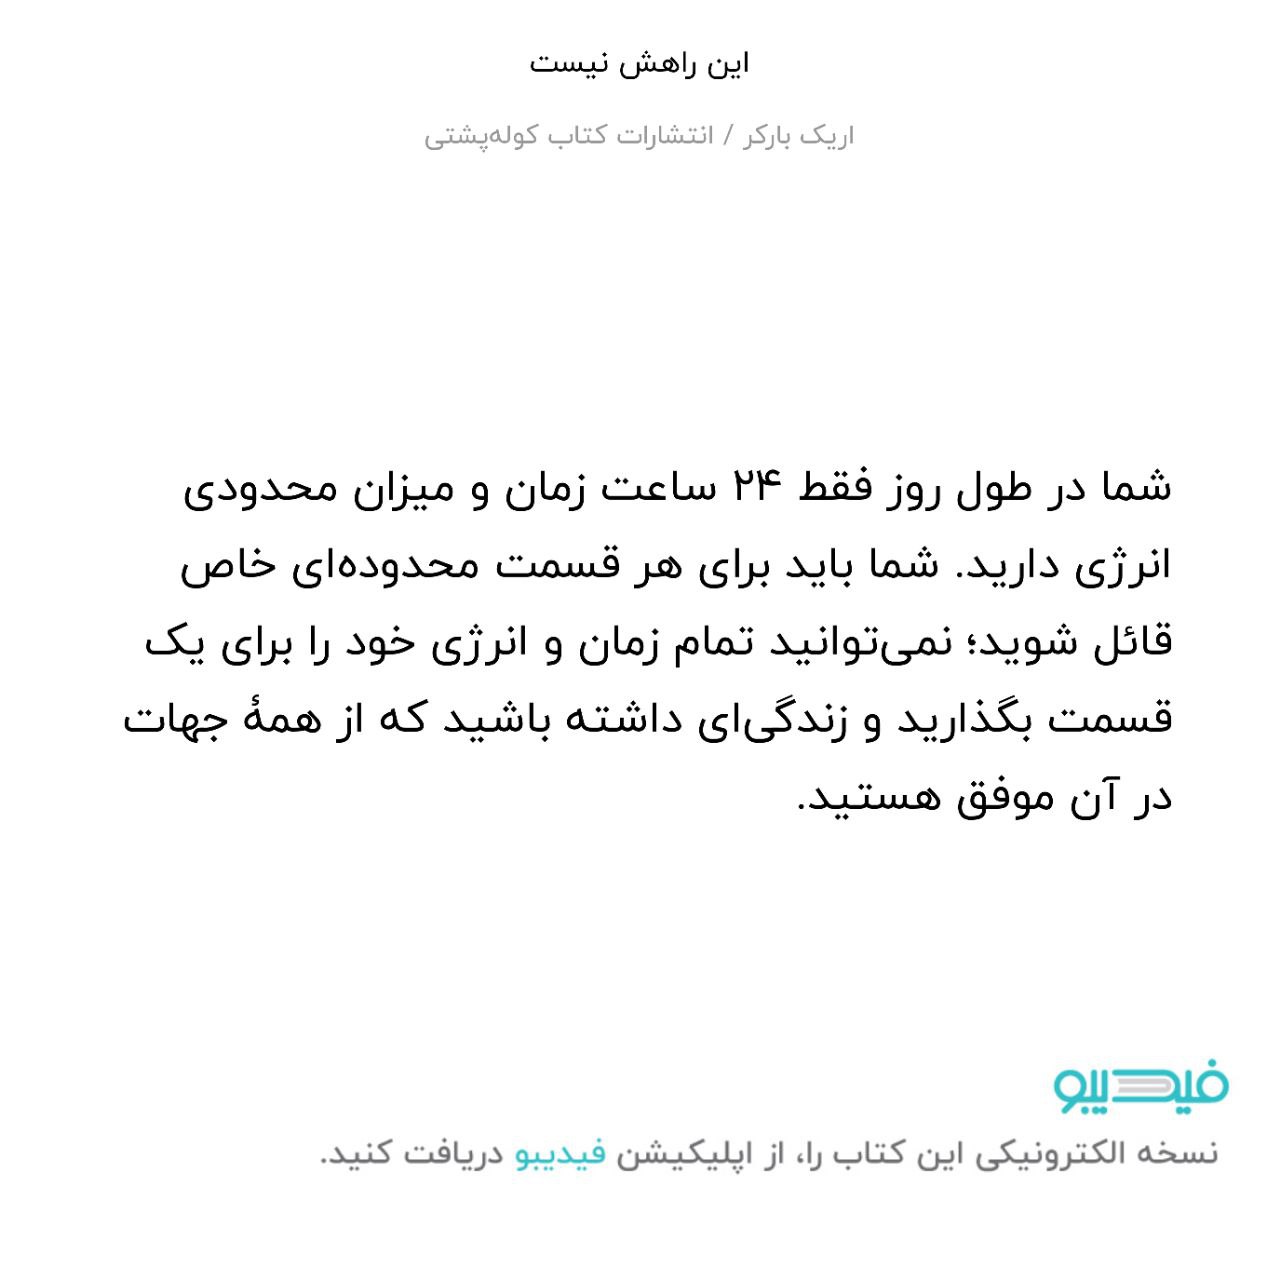 این راهش نیست
اریک بارکر / انتشارات کتاب کوله‌پشتی
شما در طول روز فقط ۲۴ ساعت زمان و میزان محدودی
انرژی دارید. شما باید برای هر قسمت محدوده‌ای خاص
قائل شوید؛ نمی‌توانید تمام زمان و انرژی خود را برای یک
قسمت بگذارید و زندگی‌ای داشته باشید که از همهٔ جهات
در آن موفق هستید.
فیدیبو
نسخه الکترونیکی این کتاب را، از اپلیکیشن فیدیبو دریافت کنید.